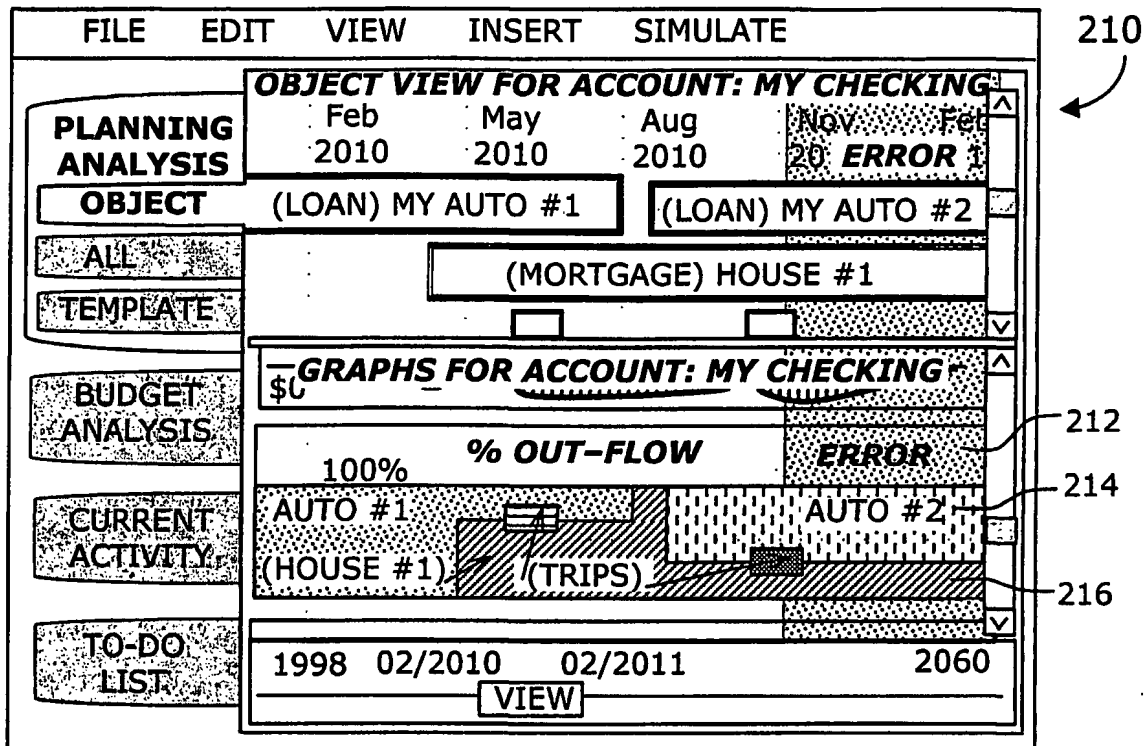 FILE EDIT VIEW INSERT SIMULATE
210
OBJECT VIEW FOR ACCOUNT: MY CHECKING
Feb May Aug Nov Feb
2010 2010 2010 20 ERROR 1
PLANNING
ANALYSIS
OBJECT
ALL
TEMPLATE
(LOAN) MY AUTO #1 (LOAN) MY AUTO #2
(MORTGAGE) HOUSE #1
GRAPHS FOR ACCOUNT: MY CHECKING
BUDGET
ANALYSIS
% OUT-FLOW ERROR
212
100%
214
AUTO #1 AUTO #2
CURRENT
ACTIVITY
(HOUSE #1) (TRIPS)
216
TO-DO
LIST
1998 02/2010 02/2011 2060
VIEW